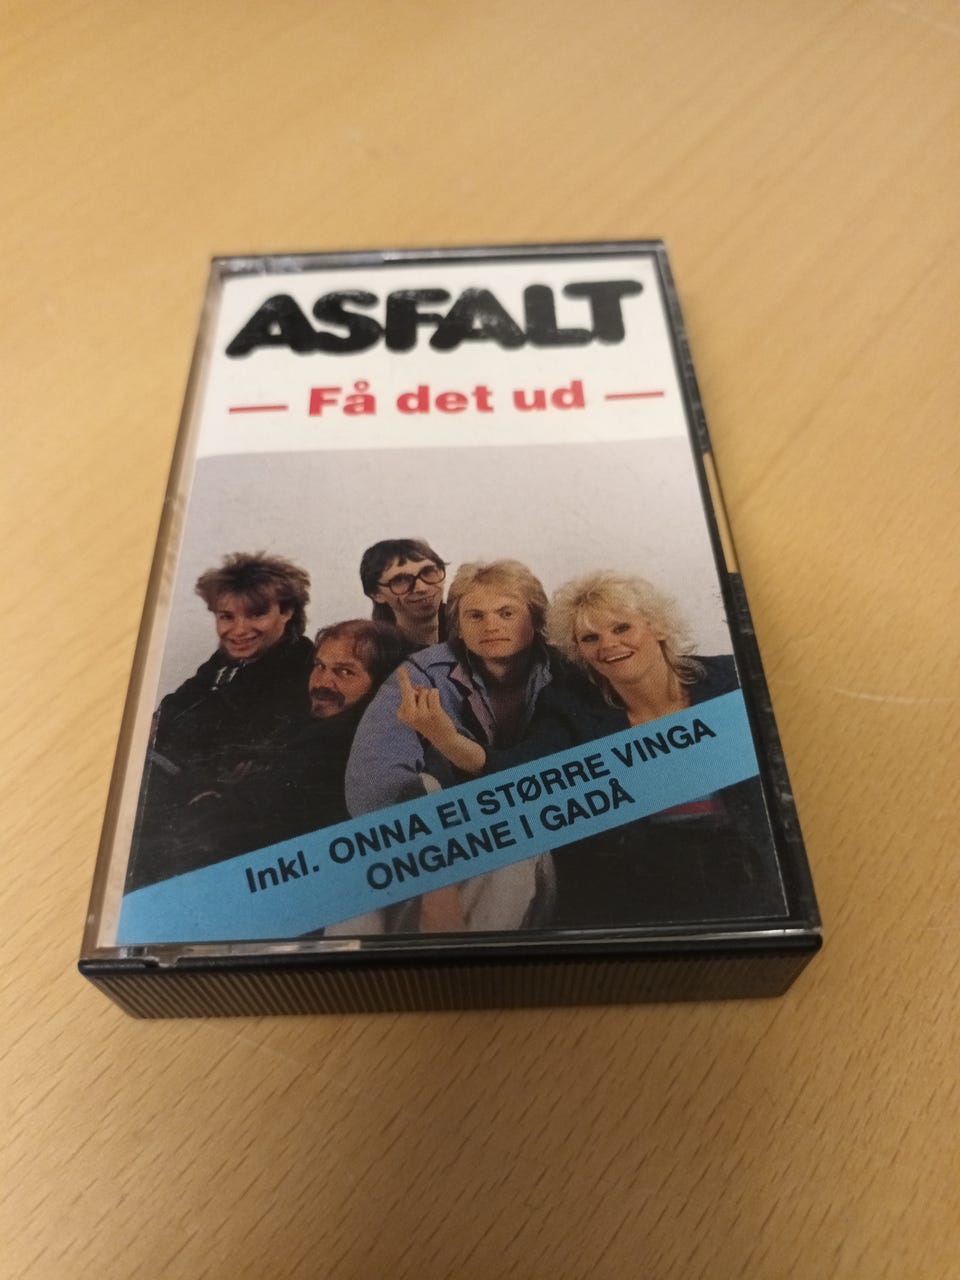 ASFALT
— Få det ud —
Inkl. ONNA EI STØRRE VINGA
ONGANE I GADÅ